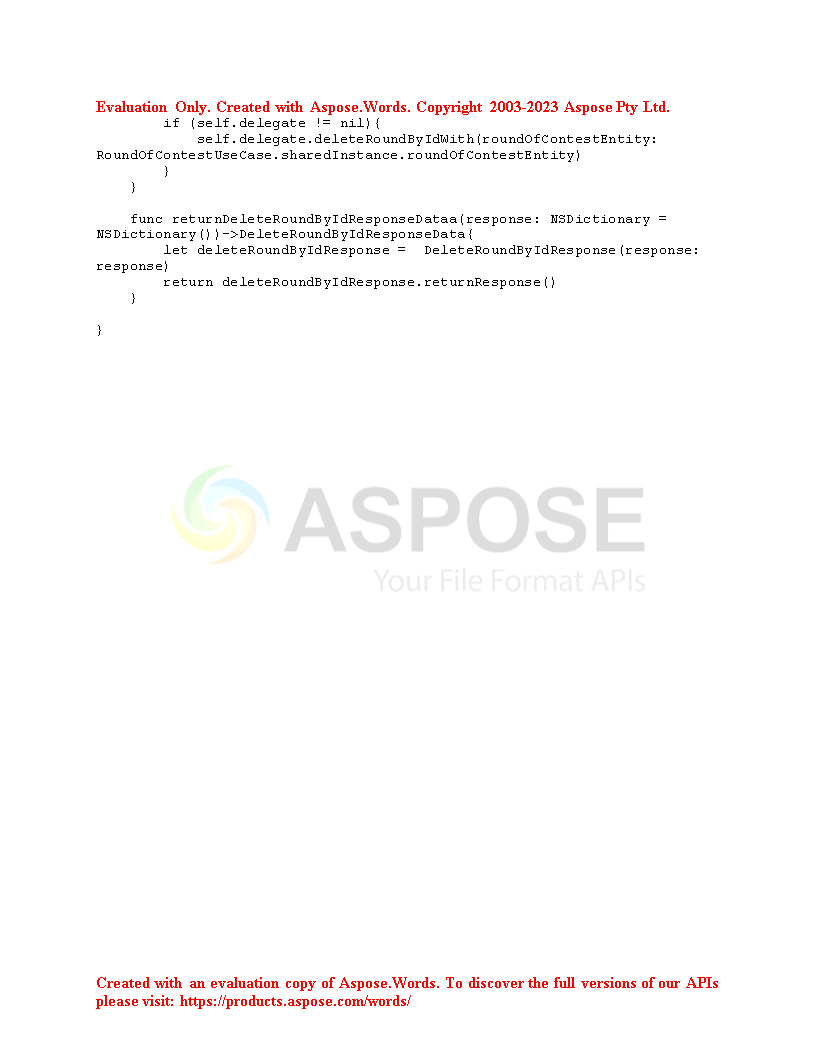 Evaluation Only. Created with Aspose.Words. Copyright 2003-2023 Aspose Pty Ltd.
        if (self.delegate != nil){
            self.delegate.deleteRoundByIdWith(roundOfContestEntity:
RoundOfContestUseCase.sharedInstance.roundOfContestEntity)
        }
    }

    func returnDeleteRoundByIdResponseDataa(response: NSDictionary =
NSDictionary())->DeleteRoundByIdResponseData{
        let deleteRoundByIdResponse =  DeleteRoundByIdResponse(response:
response)
        return deleteRoundByIdResponse.returnResponse()
    }

}
ASPOSE
Your File Format APIs
Created with an evaluation copy of Aspose.Words. To discover the full versions of our APIs
please visit: https://products.aspose.com/words/